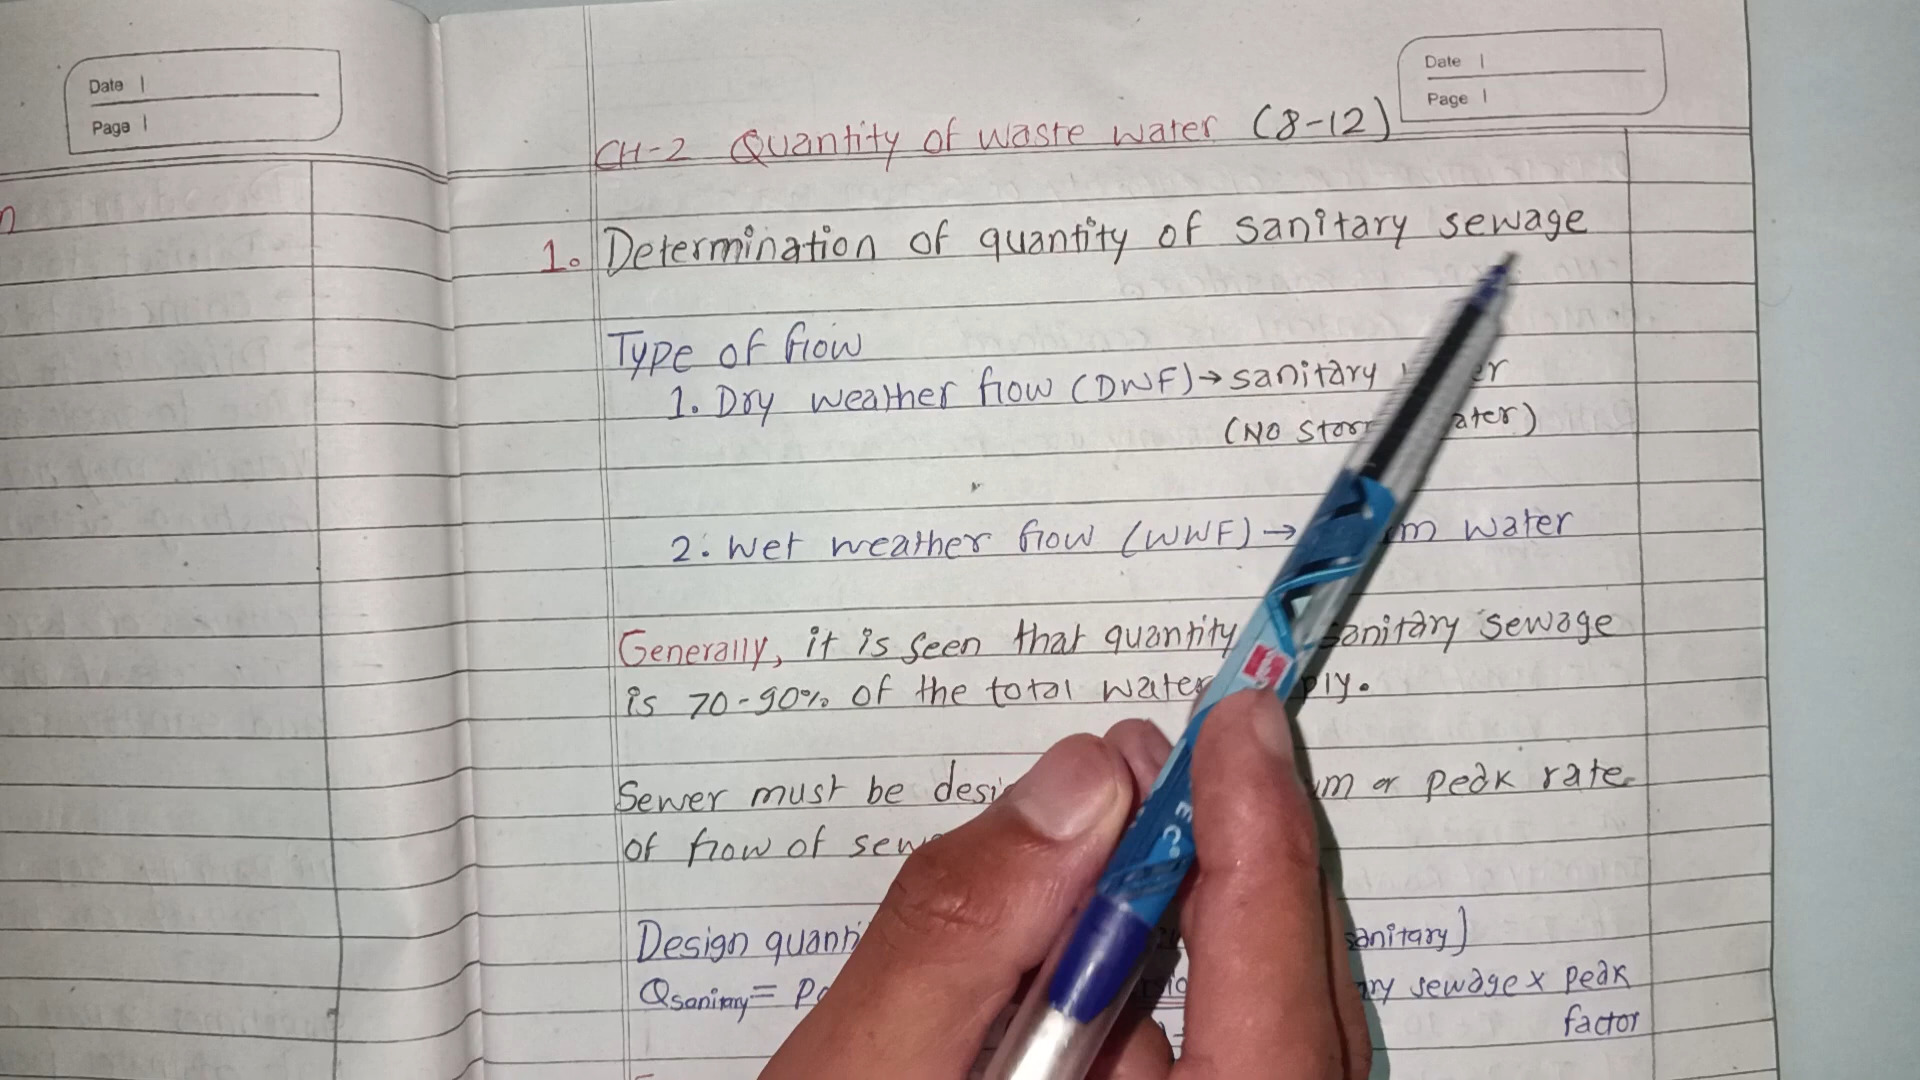 Date
Page
Date
Page
CH-2 Quantity of waste water (8-12)
1. Determination of quantity of sanitary sewage
Type of flow
1. Dry weather flow (DWF) → sanitary
(NO
2. Wet weather flow (WWF) → water
Generally, it is seen that quantity sanitary sewage
is 70-90% of the total water
Sewer must be or peak rate
of flow of
Design sanitary)
Qsanitary = sewage x peak
factor